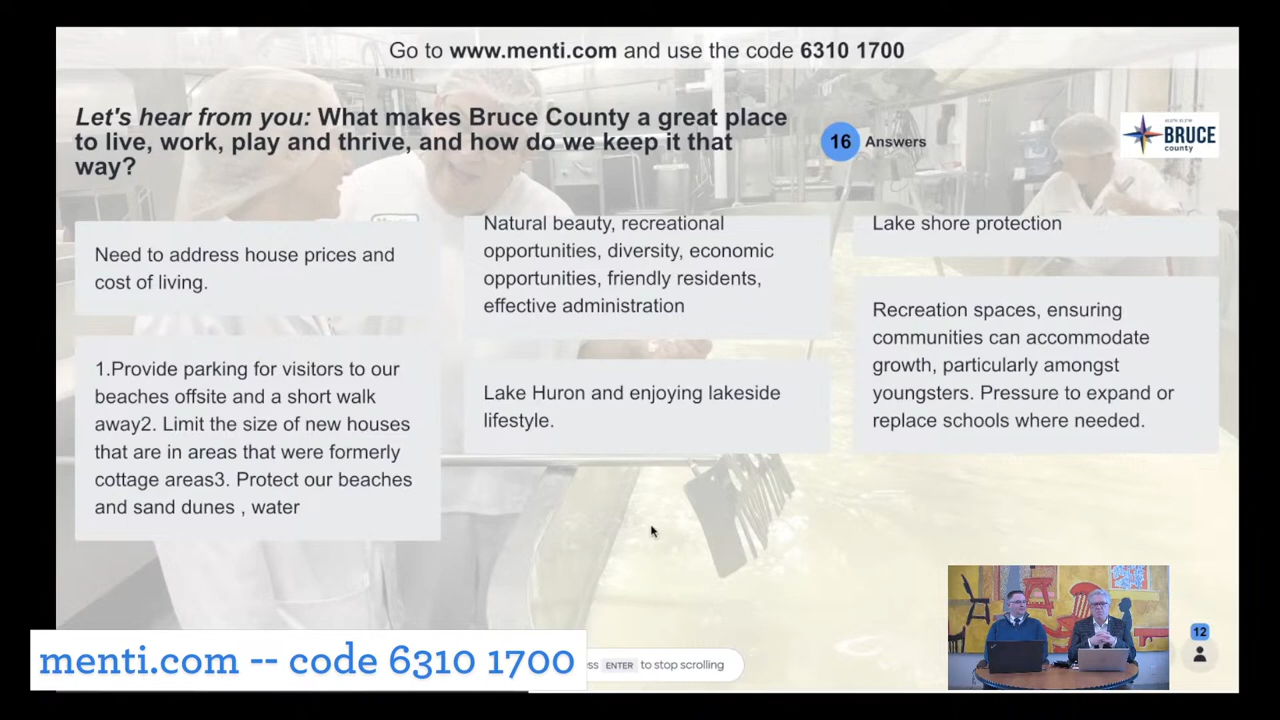 Go to www.menti.com and use the code 6310 1700
Let's hear from you: What makes Bruce County a great place
to live, work, play and thrive, and how do we keep it that
way?
16 Answers
BRUCE
county
Need to address house prices and
cost of living.
1.Provide parking for visitors to our
beaches offsite and a short walk
away2. Limit the size of new houses
that are in areas that were formerly
cottage areas3. Protect our beaches
and sand dunes , water
Natural beauty, recreational
opportunities, diversity, economic
opportunities, friendly residents,
effective administration
Lake Huron and enjoying lakeside
lifestyle.
Lake shore protection
Recreation spaces, ensuring
communities can accommodate
growth, particularly amongst
youngsters. Pressure to expand or
replace schools where needed.
ENTER to stop scrolling
12
menti.com -- code 6310 1700